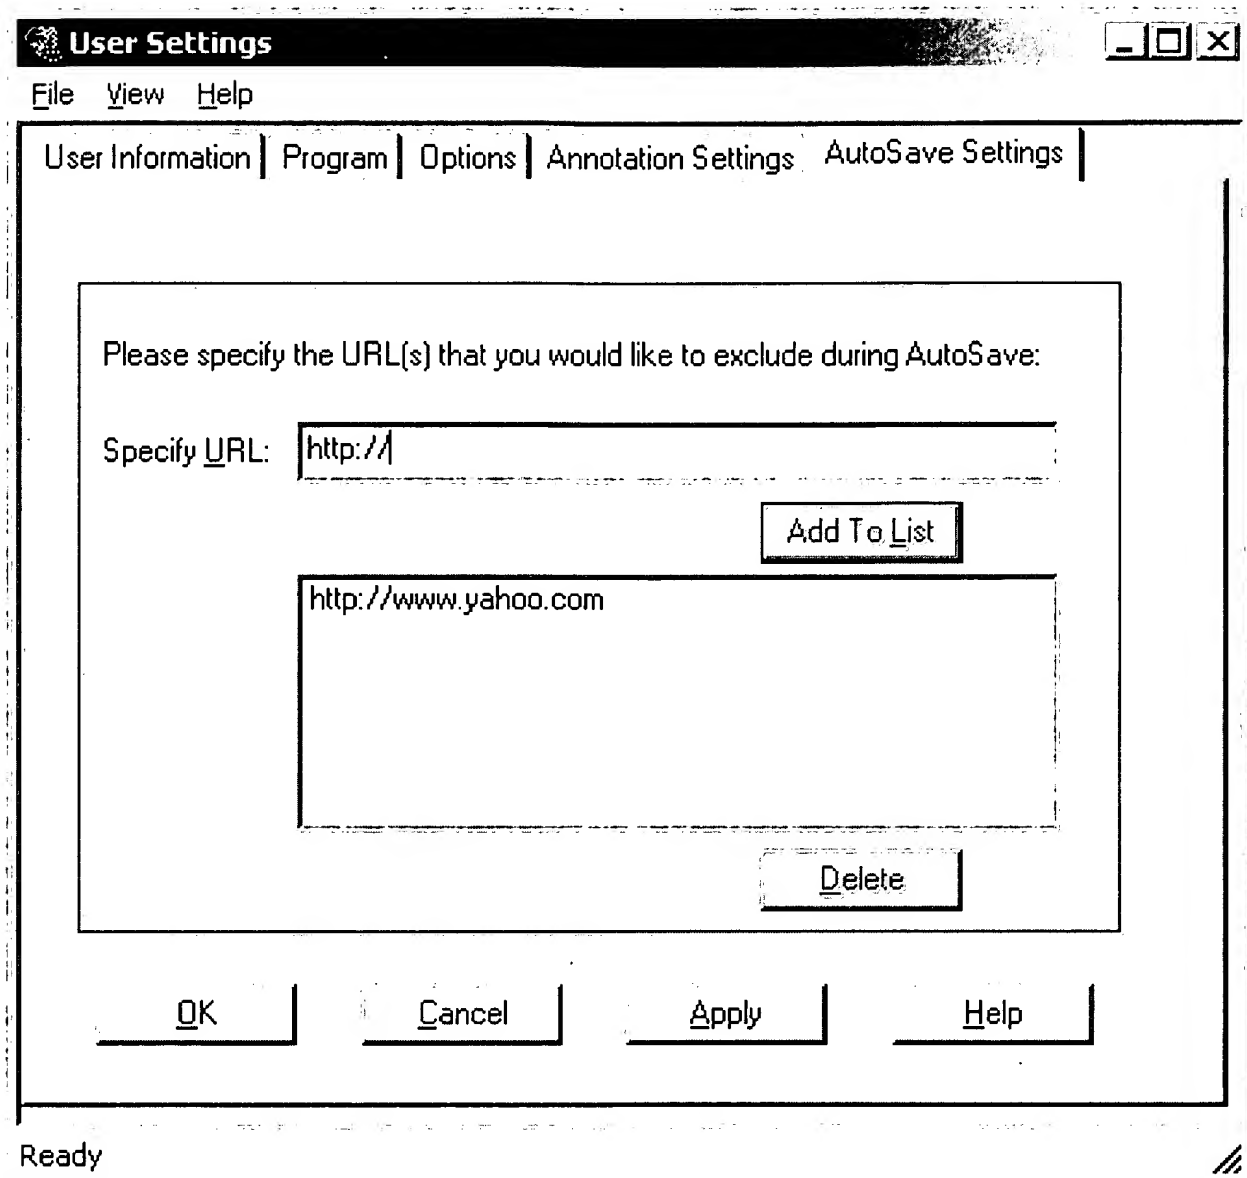 User Settings
File View Help
User Information Program Options Annotation Settings AutoSave Settings
Please specify the URL(s) that you would like to exclude during AutoSave:
Specify URL: http://
Add To List
http://www.yahoo.com
Delete
OK Cancel Apply Help
Ready